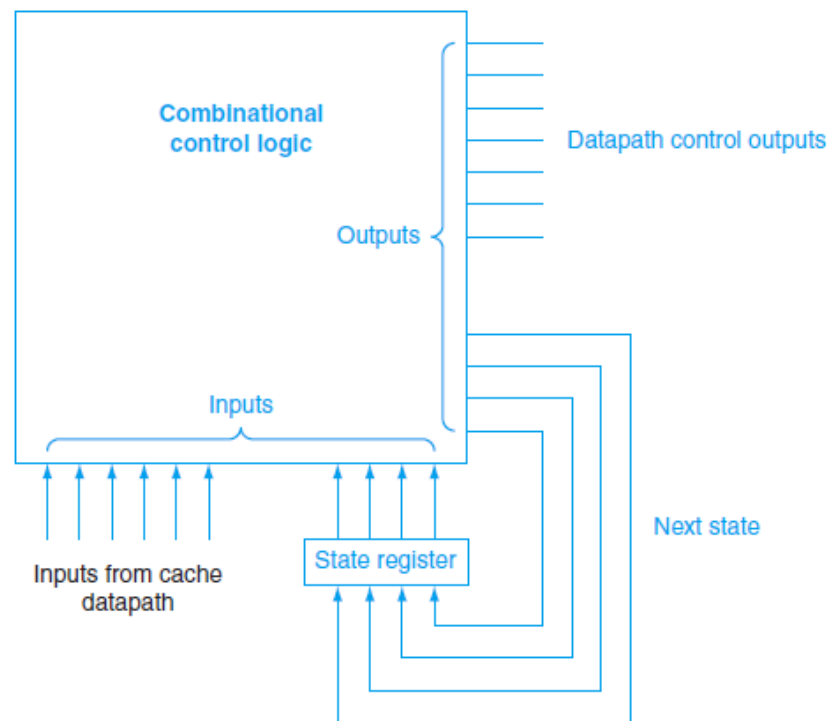 Combinational
control logic
Datapath control outputs
Outputs
Inputs
Next state
State register
Inputs from cache
datapath